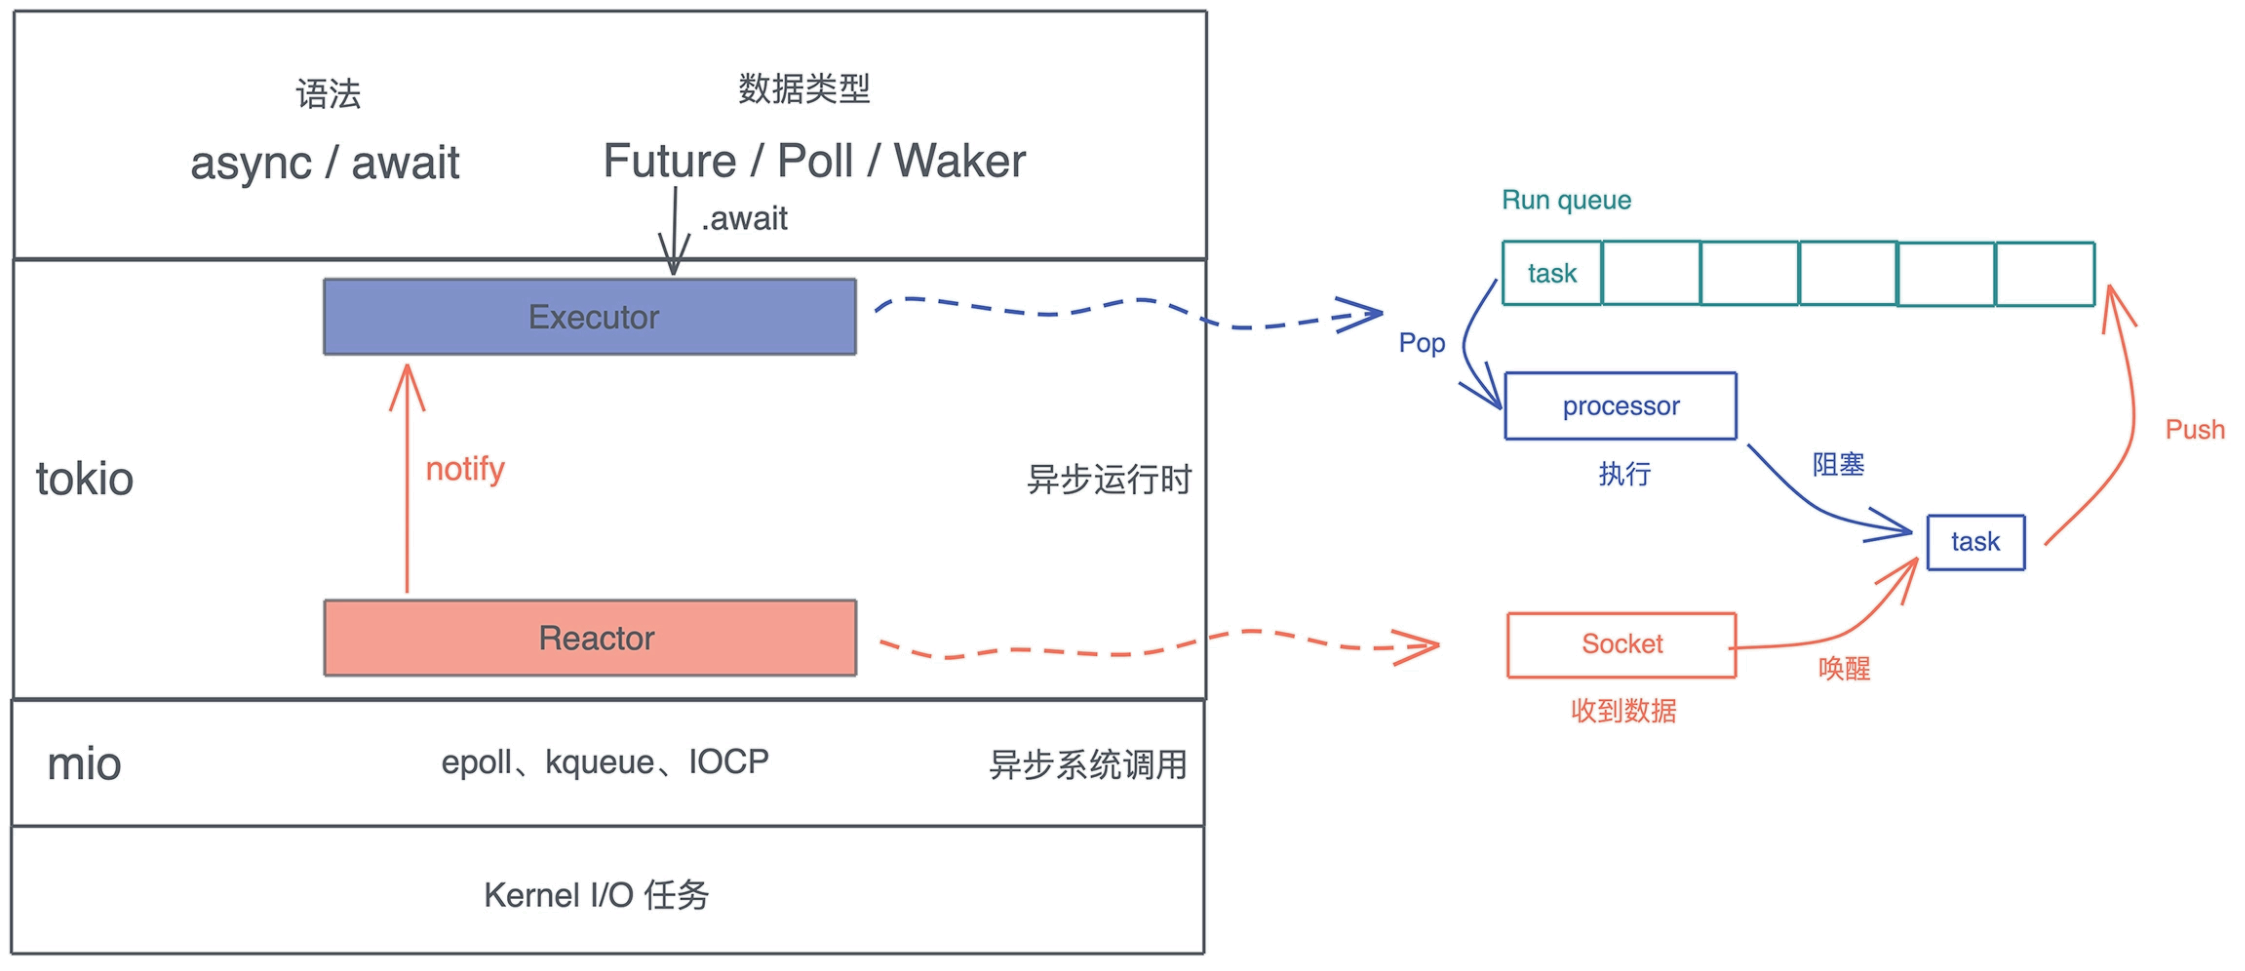 语法
数据类型
async / await
Future / Poll / Waker
.await
Executor
notify
tokio
异步运行时
Reactor
mio
epoll、kqueue、IOCP
异步系统调用
Kernel I/O 任务
Run queue
task
Pop
processor
执行
阻塞
Push
task
Socket
唤醒
收到数据